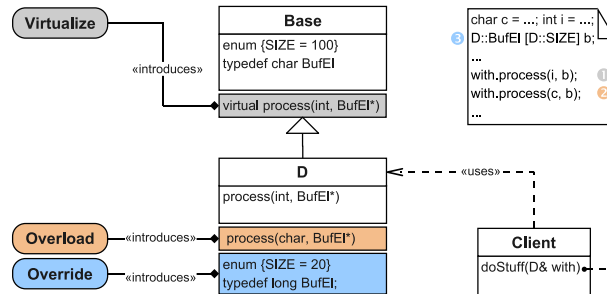 Virtualize
«introduces»
Base
enum {SIZE = 100}
typedef char BufEl
virtual process(int, BufEl*)
char c = ...; int i = ...;
3 D::BufEl [D::SIZE] b;
...
with.process(i, b); 1
with.process(c, b); 2
...
D
process(int, BufEl*)
«uses»
Overload
«introduces»
process(char, BufEl*)
Override
«introduces»
enum {SIZE = 20}
typedef long BufEl;
Client
doStuff(D& with)